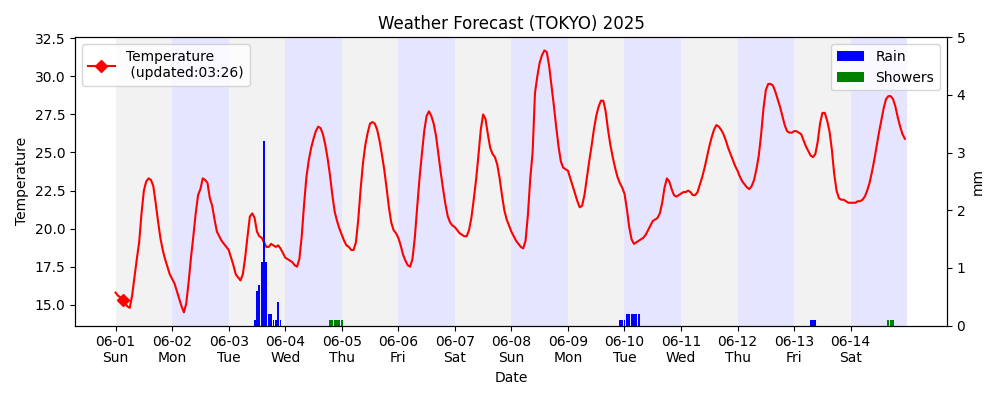 Weather Forecast (TOKYO) 2025
Temperature
(updated:03:26)
Rain
Showers
Temperature
32.5
30.0
27.5
25.0
22.5
20.0
17.5
15.0
5
4
3
2
1
0
mm
06-01 06-02 06-03 06-04 06-05 06-06 06-07 06-08 06-09 06-10 06-11 06-12 06-13 06-14
Sun Mon Tue Wed Thu Fri Sat Sun Mon Tue Wed Thu Fri Sat
Date